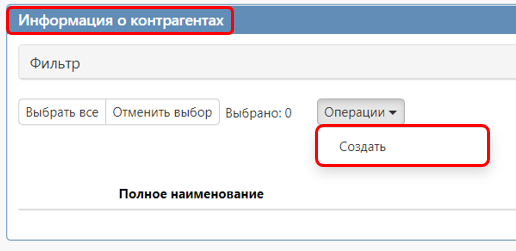 Информация о контрагентах
Фильтр
Выбрать все Отменить выбор Выбрано: 0 Операции
Создать
Полное наименование